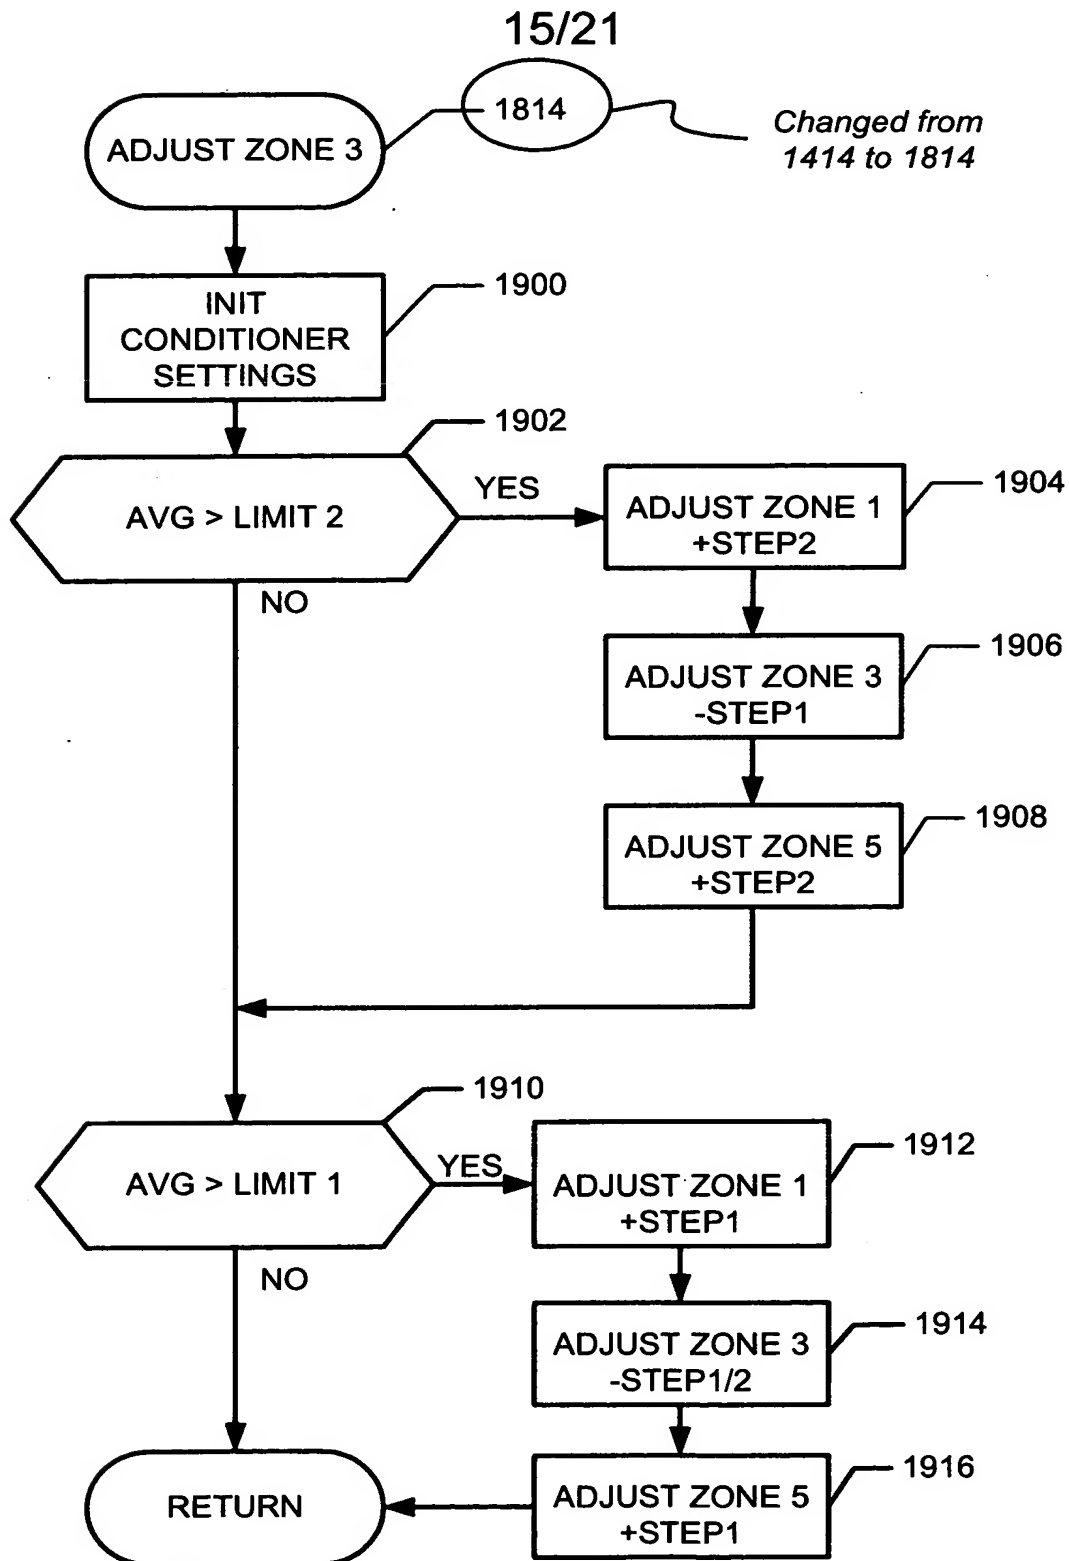 15/21
ADJUST ZONE 3
1814
Changed from
1414 to 1814
INIT
CONDITIONER
SETTINGS
1900
1902
AVG > LIMIT 2
YES
NO
ADJUST ZONE 1
+STEP2
1904
ADJUST ZONE 3
-STEP1
1906
ADJUST ZONE 5
+STEP2
1908
1910
AVG > LIMIT 1
YES
NO
ADJUST ZONE 1
+STEP1
1912
ADJUST ZONE 3
-STEP1/2
1914
ADJUST ZONE 5
+STEP1
1916
RETURN